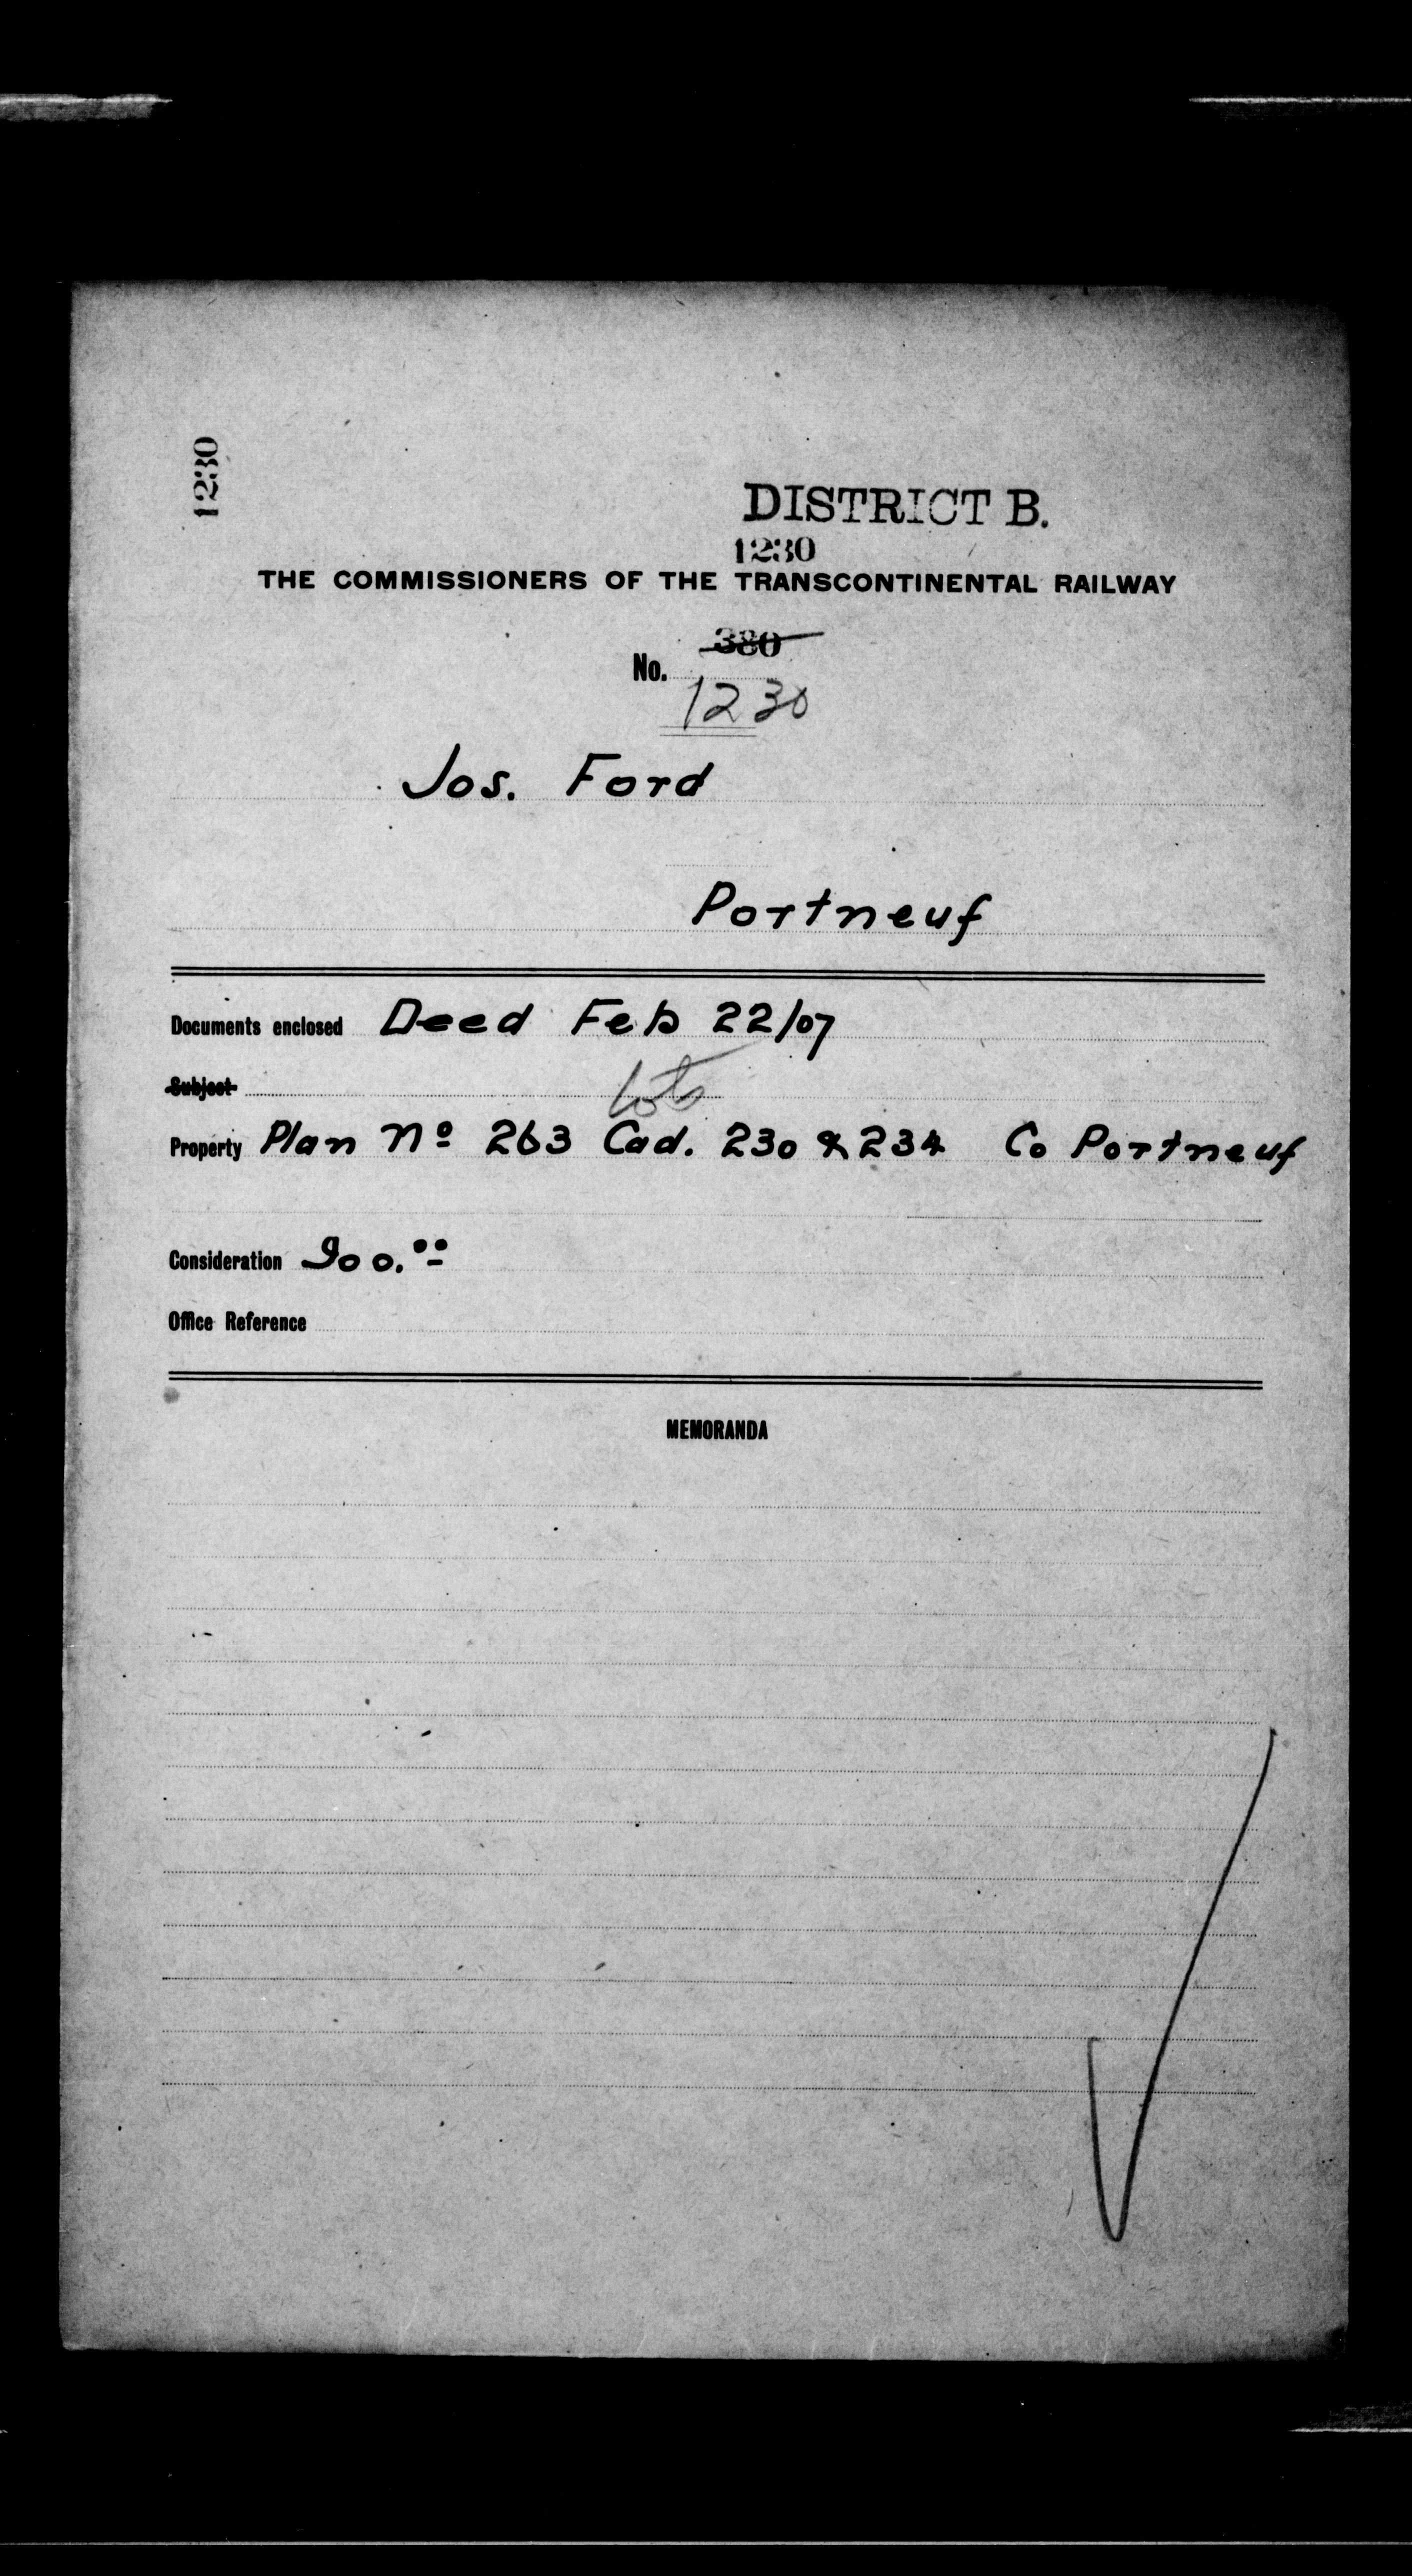 1230
DISTRICT B.
1230
THE COMMISSIONERS OF THE TRANSCONTINENTAL RAILWAY
380
No.
1230
Jos. Ford
Portneuf
Documents enclosed Deed Feb 22/07
Subject
Lots
Property Plan No 263 Cad. 230 & 234 Co Portneuf
Consideration 900.00
Office Reference
MEMORANDA